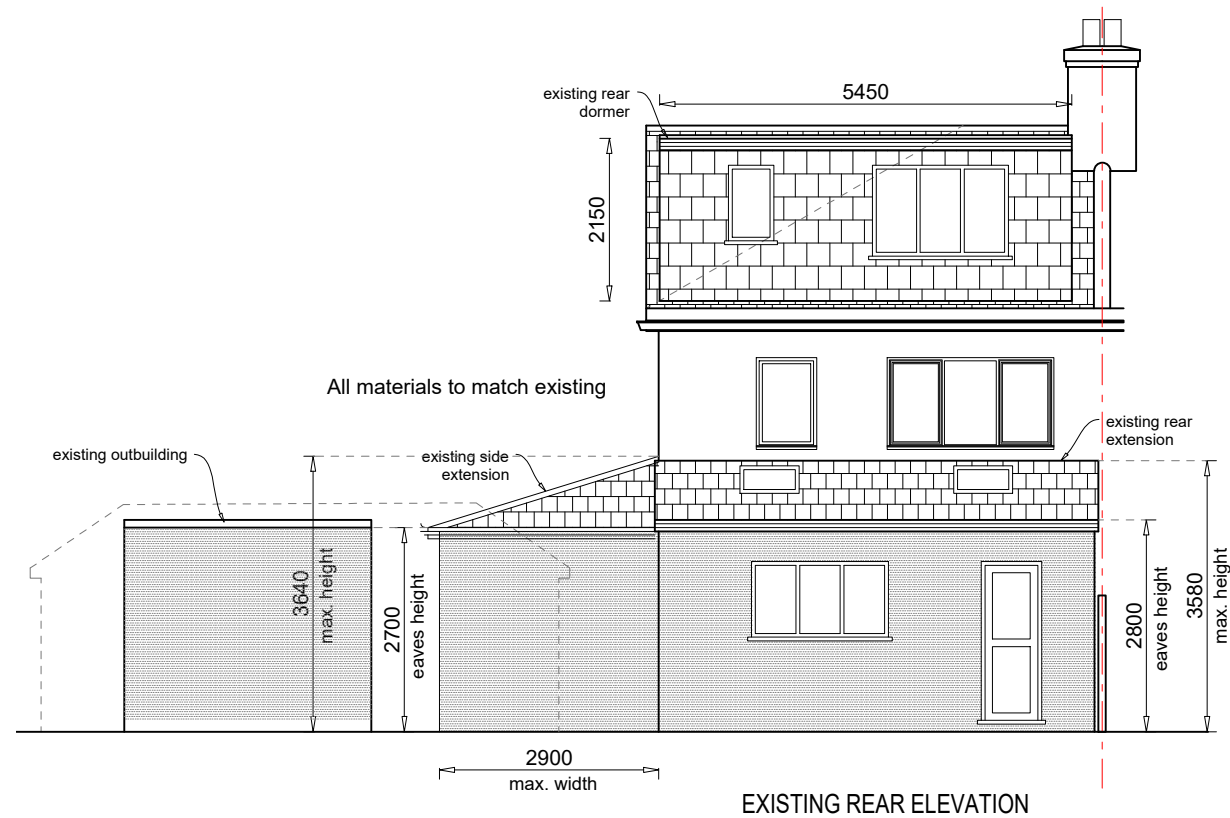 existing rear
dormer
5450
2150
All materials to match existing
existing outbuilding
existing side
extension
existing rear
extension
3640
max. height
2700
eaves height
2800
eaves height
3580
max. height
2900
max. width
EXISTING REAR ELEVATION